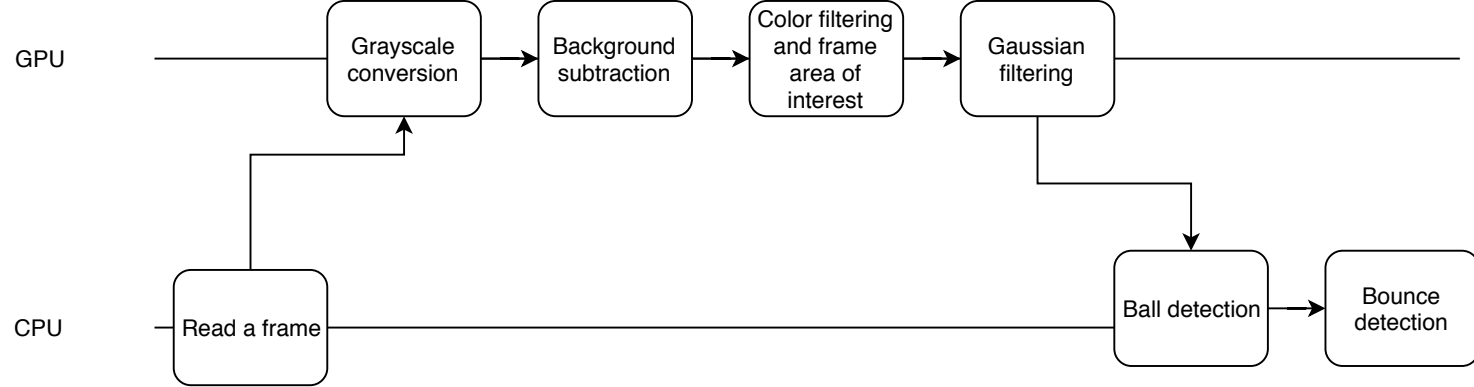 GPU
Grayscale
conversion
Background
subtraction
Color filtering
and frame
area of
interest
Gaussian
filtering
CPU
Read a frame
Ball detection
Bounce
detection